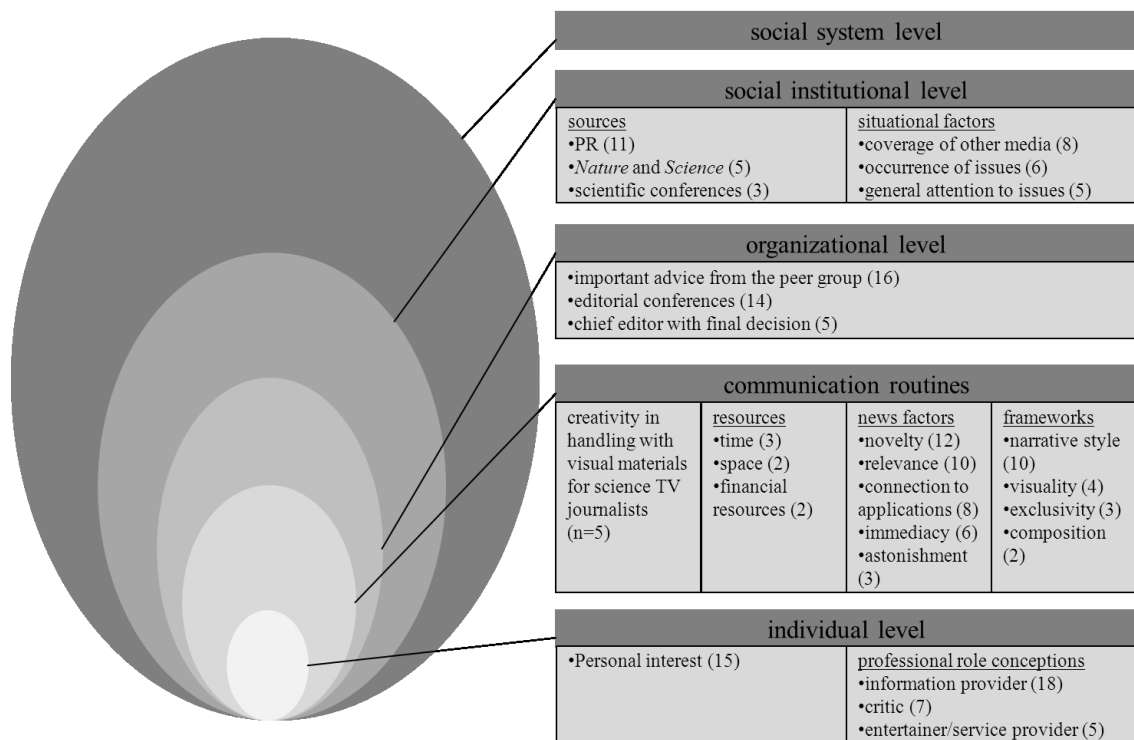 social system level
social institutional level
sources
•PR (11)
•Nature and Science (5)
•scientific conferences (3)
situational factors
•coverage of other media (8)
•occurrence of issues (6)
•general attention to issues (5)
organizational level
•important advice from the peer group (16)
•editorial conferences (14)
•chief editor with final decision (5)
communication routines
creativity in
handling with
visual materials
for science TV
journalists
(n=5)
resources
•time (3)
•space (2)
•financial
resources (2)
news factors
•novelty (12)
•relevance (10)
•connection to
applications (8)
•immediacy (6)
•astonishment
(3)
frameworks
•narrative style
(10)
•visuality (4)
•exclusivity (3)
•composition
(2)
individual level
•Personal interest (15)
professional role conceptions
•information provider (18)
•critic (7)
•entertainer/service provider (5)